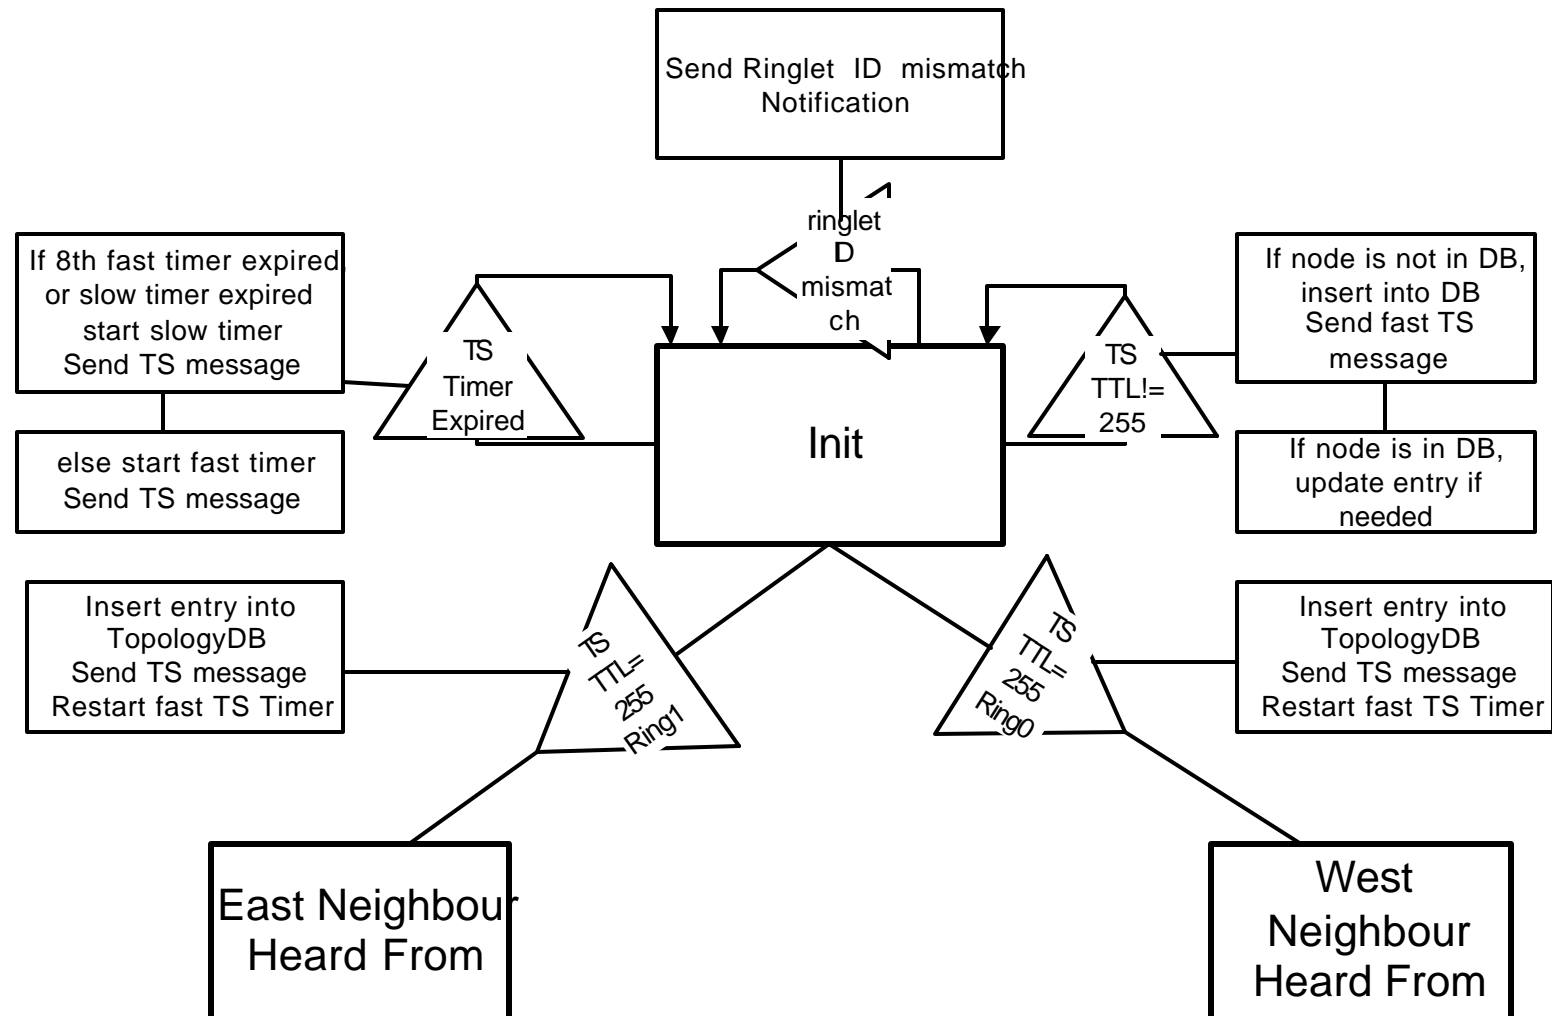 Send Ringlet ID mismatch
Notification
ringlet
ID
mismat
ch
If 8th fast timer expired,
or slow timer expired
start slow timer
Send TS message
TS
Timer
Expired
else start fast timer
Send TS message
Init
TS
TTL!=
255
If node is not in DB,
insert into DB
Send fast TS
message
If node is in DB,
update entry if
needed
Insert entry into
TopologyDB
Send TS message
Restart fast TS Timer
TS
TTL=
255
Ring1
TS
TTL=
255
Ring0
Insert entry into
TopologyDB
Send TS message
Restart fast TS Timer
East Neighbour
Heard From
West
Neighbour
Heard From